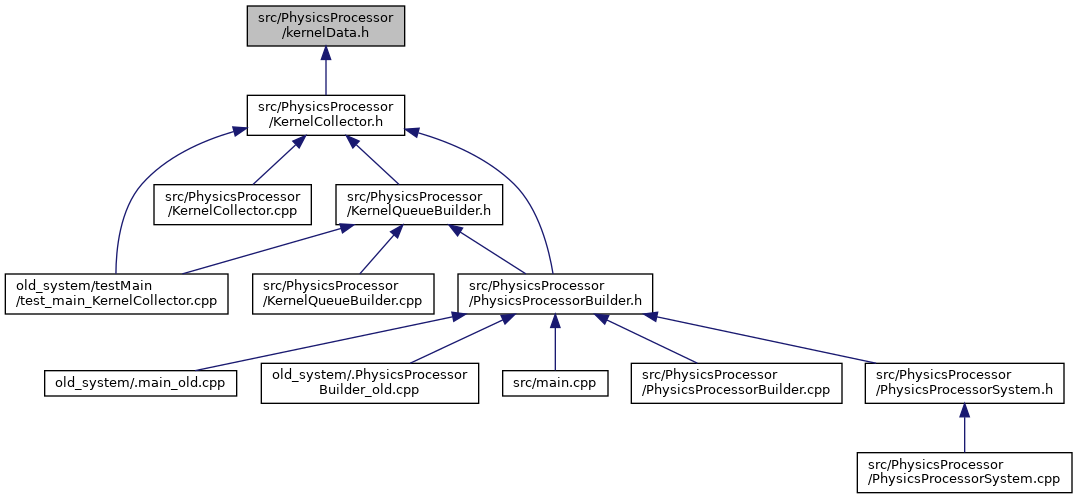 src/PhysicsProcessor
/kernelData.h
src/PhysicsProcessor
/KernelCollector.h
src/PhysicsProcessor
/KernelCollector.cpp
src/PhysicsProcessor
/KernelQueueBuilder.h
old_system/testMain
/test_main_KernelCollector.cpp
src/PhysicsProcessor
/KernelQueueBuilder.cpp
src/PhysicsProcessor
/PhysicsProcessorBuilder.h
old_system/.main_old.cpp
old_system/.PhysicsProcessor
Builder_old.cpp
src/main.cpp
src/PhysicsProcessor
/PhysicsProcessorBuilder.cpp
src/PhysicsProcessor
/PhysicsProcessorSystem.h
src/PhysicsProcessor
/PhysicsProcessorSystem.cpp